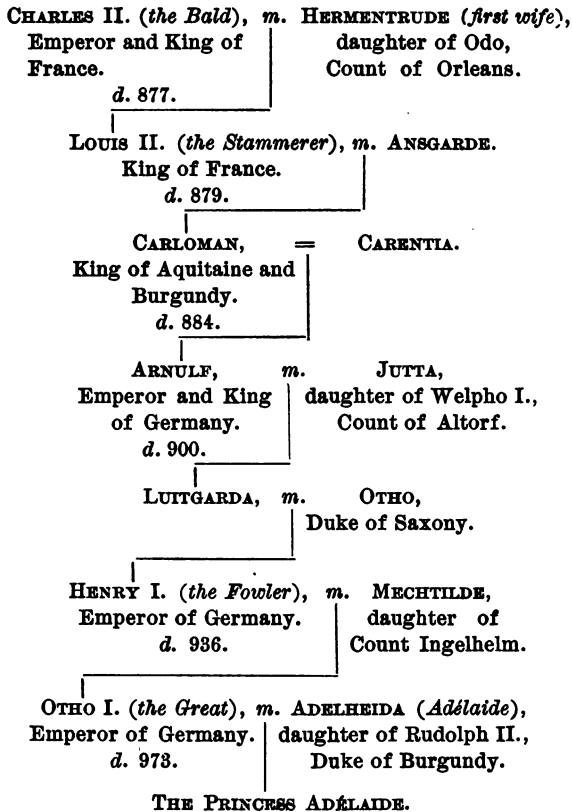 CHARLES II. (the Bald), m. HERMENTRUDE (first wife),
Emperor and King of daughter of Odo,
France. Count of Orleans.
d. 877.
LOUIS II. (the Stammerer), m. ANSGARDE.
King of France.
d. 879.
CARLOMAN, = CARENTIA.
King of Aquitaine and
Burgundy.
d. 884.
ARNULF, m. JUTTA,
Emperor and King daughter of Welpho I.,
of Germany. Count of Altorf.
d. 900.
LUITGARDA, m. OTHO,
Duke of Saxony.
HENRY I. (the Fowler), m. MECHTILDE,
Emperor of Germany. daughter of
d. 936. Count Ingelhelm.
OTHO I. (the Great), m. ADELHEIDA (Adélaide),
Emperor of Germany. daughter of Rudolph II.,
d. 973. Duke of Burgundy.
THE PRINCESS ADÉLAIDE.